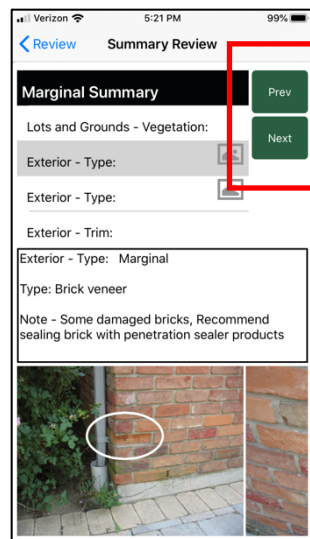 Verizon 5:21 PM 99%
Review Summary Review
Marginal Summary
Prev
Next
Lots and Grounds - Vegetation:
Exterior - Type:
Exterior - Type:
Exterior - Trim:
Exterior - Type: Marginal
Type: Brick veneer
Note - Some damaged bricks, Recommend
sealing brick with penetration sealer products